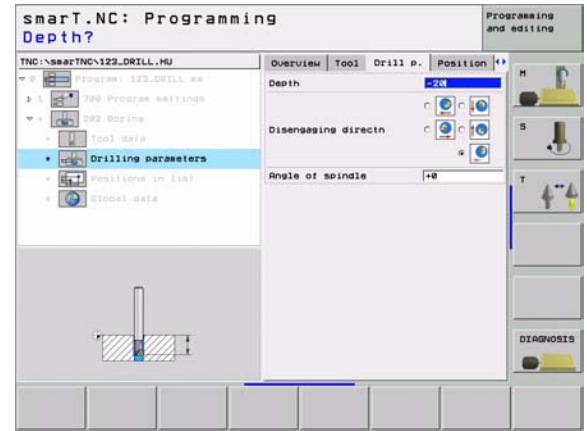 smarT.NC: Programming
Depth?
Programming
and editing
TNC:\smarTNC\123_DRILL.HU
0 Program: 123_DRILL mm
1 700 Program settings
202 Boring
Tool data
Drilling parameters
Positions in list
Global data
Overview Tool Drill p. Position
Depth -20
Disengaging directn
Angle of spindle +0
M
S
T
DIAGNOSIS